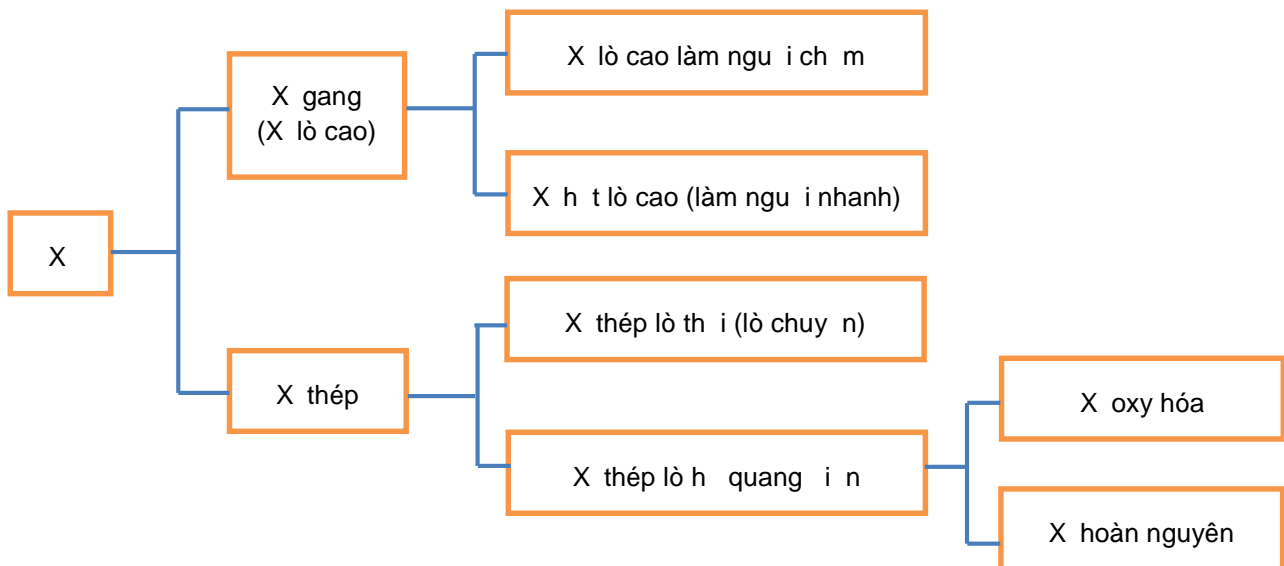 X lò cao làm ngu i ch m
X gang
(X lò cao)
X h t lò cao (làm ngu i nhanh)
X
X thép lò th i (lò chuy n)
X thép
X oxy hóa
X thép lò h quang i n
X hoàn nguyên